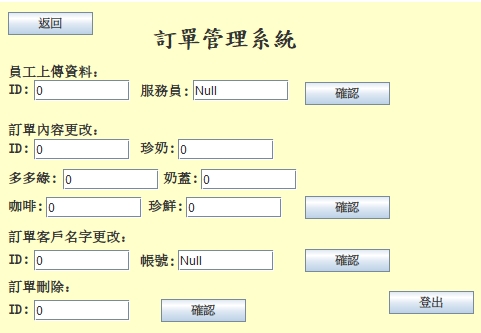 返回
訂單管理系統
員工上傳資料:
ID: 0 服務員: Null 確認
訂單內容更改:
ID: 0 珍奶: 0
多多綠: 0 奶蓋: 0
咖啡: 0 珍鮮: 0 確認
訂單客戶名字更改:
ID: 0 帳號: Null 確認
訂單刪除:
ID: 0 確認
登出